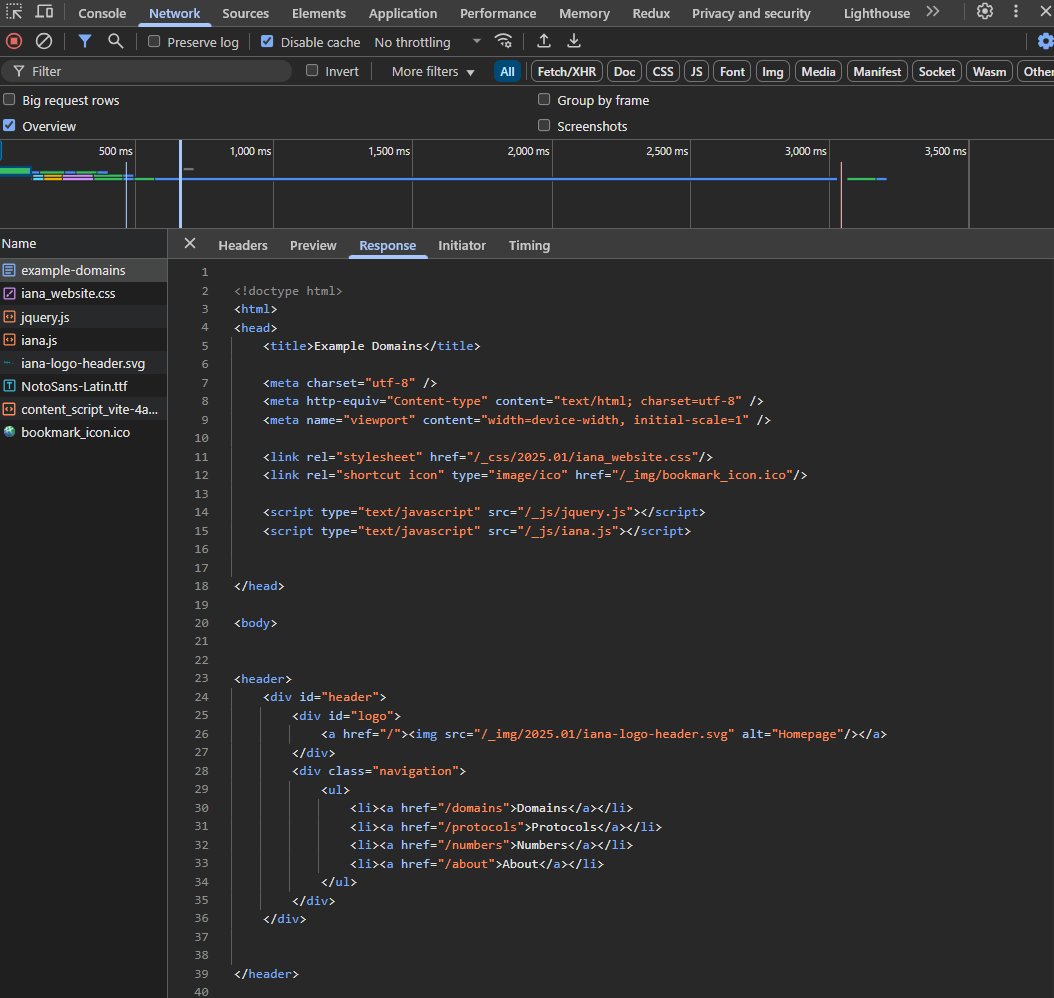 Console Network Sources Elements Application Performance Memory Redux Privacy and security Lighthouse
Preserve log Disable cache No throttling
Filter Invert More filters All Fetch/XHR Doc CSS JS Font Img Media Manifest Socket Wasm Other
Big request rows Group by frame
Overview Screenshots
500 ms 1,000 ms 1,500 ms 2,000 ms 2,500 ms 3,000 ms 3,500 ms
Name
example-domains
iana_website.css
jquery.js
iana.js
iana-logo-header.svg
NotoSans-Latin.ttf
content_script_vite-4a...
bookmark_icon.ico
Headers Preview Response Initiator Timing
1
2 <!doctype html>
3 <html>
4 <head>
5 <title>Example Domains</title>
6
7 <meta charset="utf-8" />
8 <meta http-equiv="Content-type" content="text/html; charset=utf-8" />
9 <meta name="viewport" content="width=device-width, initial-scale=1" />
10
11 <link rel="stylesheet" href="/_css/2025.01/iana_website.css"/>
12 <link rel="shortcut icon" type="image/ico" href="/_img/bookmark_icon.ico"/>
13
14 <script type="text/javascript" src="/_js/jquery.js"></script>
15 <script type="text/javascript" src="/_js/iana.js"></script>
16
17
18 </head>
19
20 <body>
21
22
23 <header>
24 <div id="header">
25 <div id="logo">
26 <a href="/"><img src="/_img/2025.01/iana-logo-header.svg" alt="Homepage"/></a>
27 </div>
28 <div class="navigation">
29 <ul>
30 <li><a href="/domains">Domains</a></li>
31 <li><a href="/protocols">Protocols</a></li>
32 <li><a href="/numbers">Numbers</a></li>
33 <li><a href="/about">About</a></li>
34 </ul>
35 </div>
36 </div>
37
38
39 </header>
40